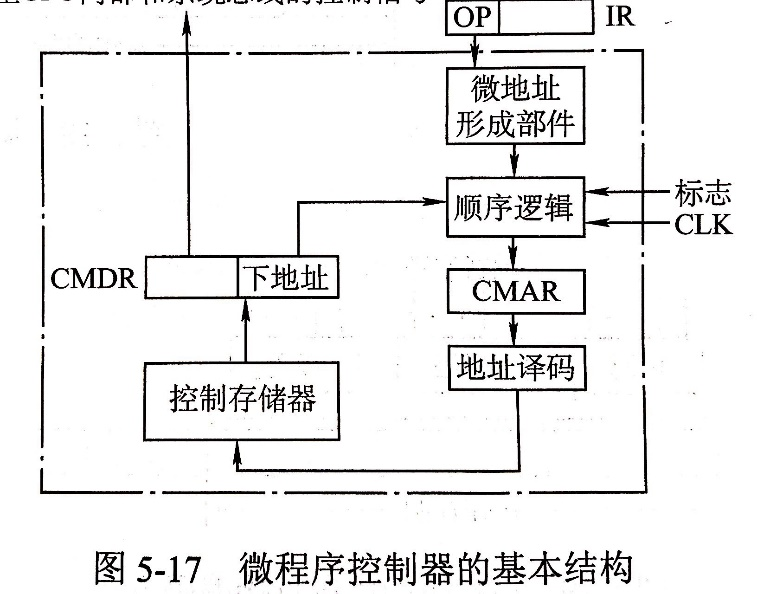 OP IR
微地址
形成部件
顺序逻辑
标志
CLK
CMDR
下地址
CMAR
地址译码
控制存储器
图 5-17 微程序控制器的基本结构